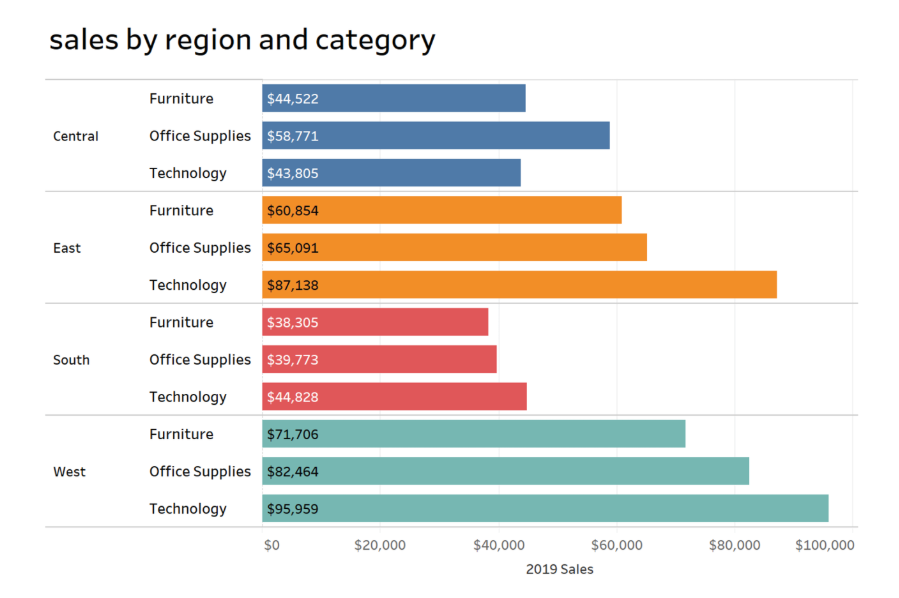 sales by region and category
Furniture $44,522
Central Office Supplies $58,771
Technology $43,805
Furniture $60,854
East Office Supplies $65,091
Technology $87,138
Furniture $38,305
South Office Supplies $39,773
Technology $44,828
Furniture $71,706
West Office Supplies $82,464
Technology $95,959
$0 $20,000 $40,000 $60,000 $80,000 $100,000
2019 Sales